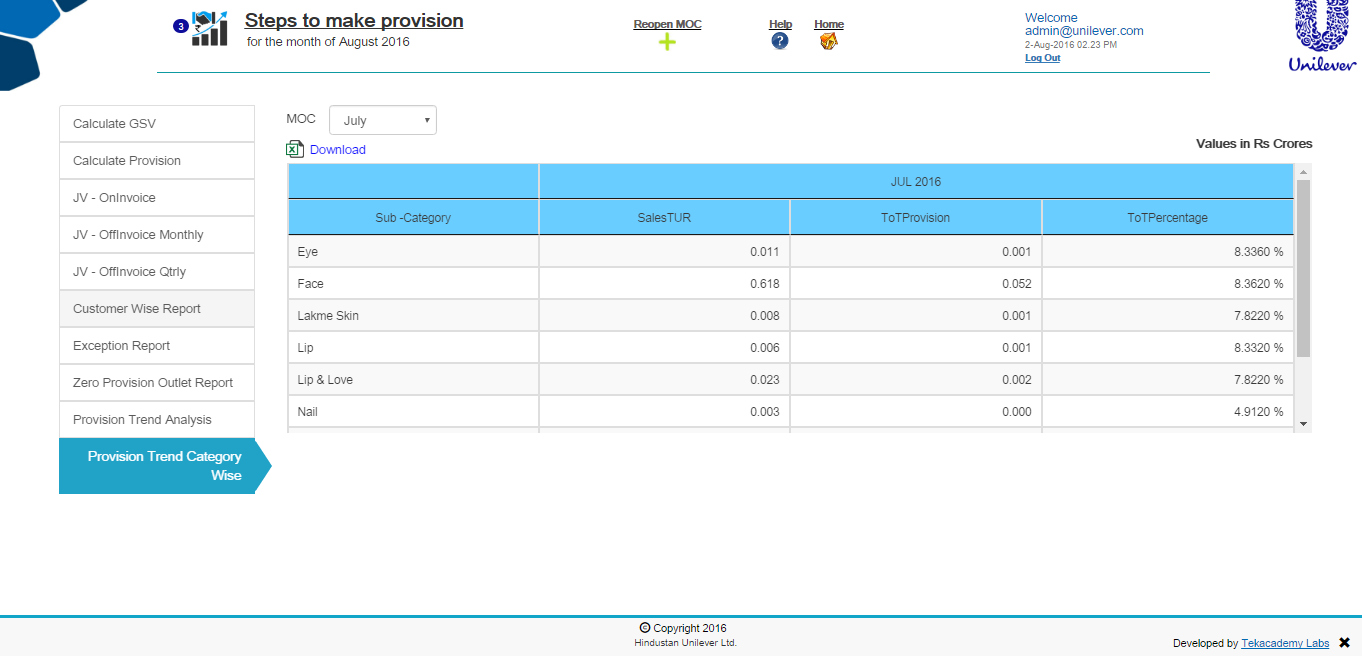 3
Steps to make provision
for the month of August 2016
Reopen MOC
Help
?
Home
Welcome
admin@unilever.com
2-Aug-2016 02.23 PM
Log Out
Unilever
Calculate GSV
Calculate Provision
JV - OnInvoice
JV - OffInvoice Monthly
JV - OffInvoice Qtrly
Customer Wise Report
Exception Report
Zero Provision Outlet Report
Provision Trend Analysis
Provision Trend Category
Wise
MOC July
Download
Values in Rs Crores
JUL 2016
Sub -Category SalesTUR ToTProvision ToTPercentage
Eye 0.011 0.001 8.3360 %
Face 0.618 0.052 8.3620 %
Lakme Skin 0.008 0.001 7.8220 %
Lip 0.006 0.001 8.3320 %
Lip & Love 0.023 0.002 7.8220 %
Nail 0.003 0.000 4.9120 %
© Copyright 2016
Hindustan Unilever Ltd.
Developed by Tekacademy Labs